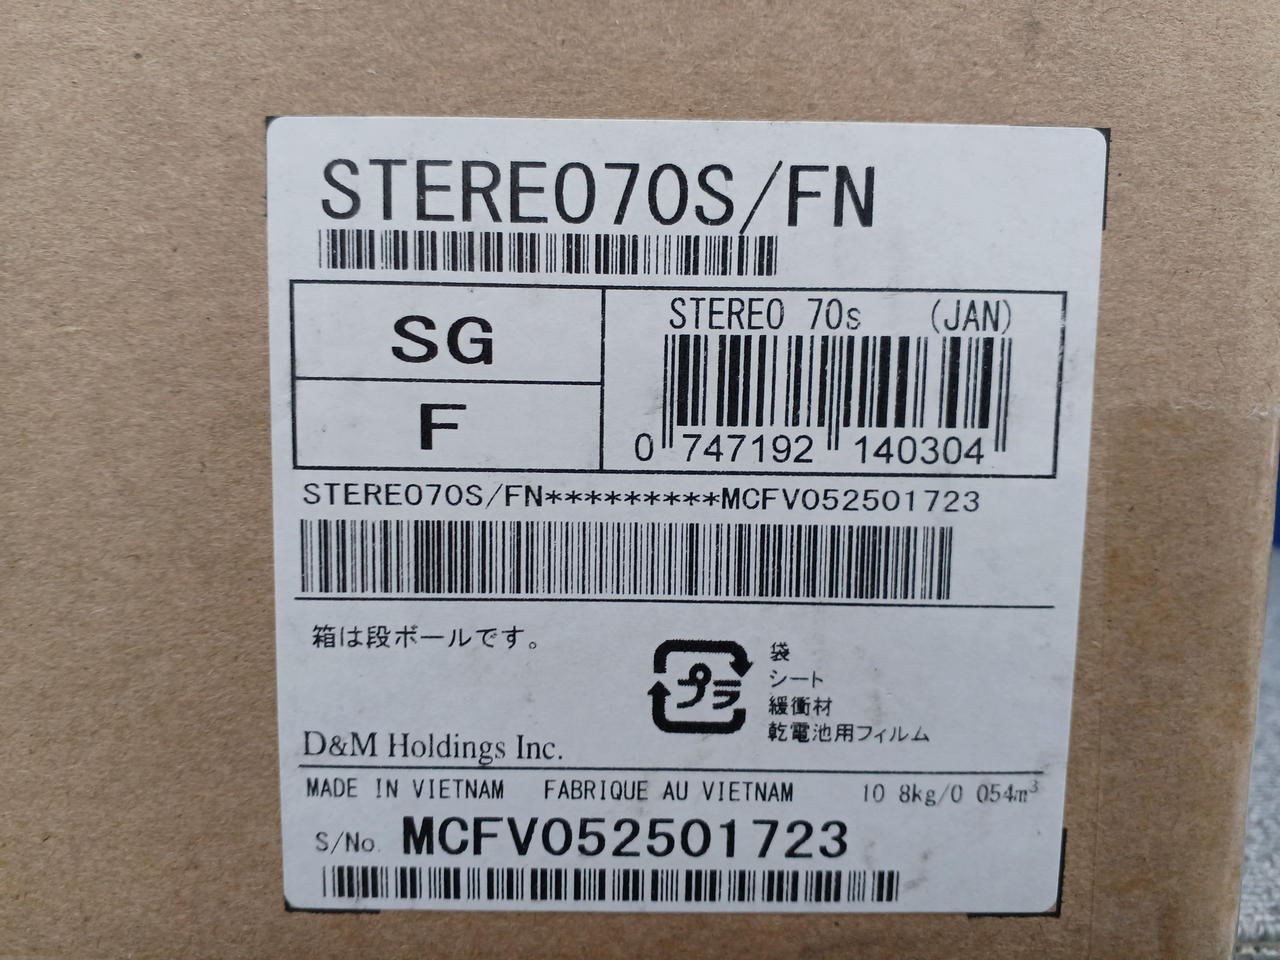 STEREO70S/FN
SG
F
STEREO 70s (JAN)
0 747192 140304
STEREO70S/FN*********MCFV052501723
箱は段ボールです。
プラ
袋
シート
緩衝材
乾電池用フィルム
D&M Holdings Inc.
MADE IN VIETNAM FABRIQUE AU VIETNAM 10 8kg/0 054m³
S/No. MCFV052501723